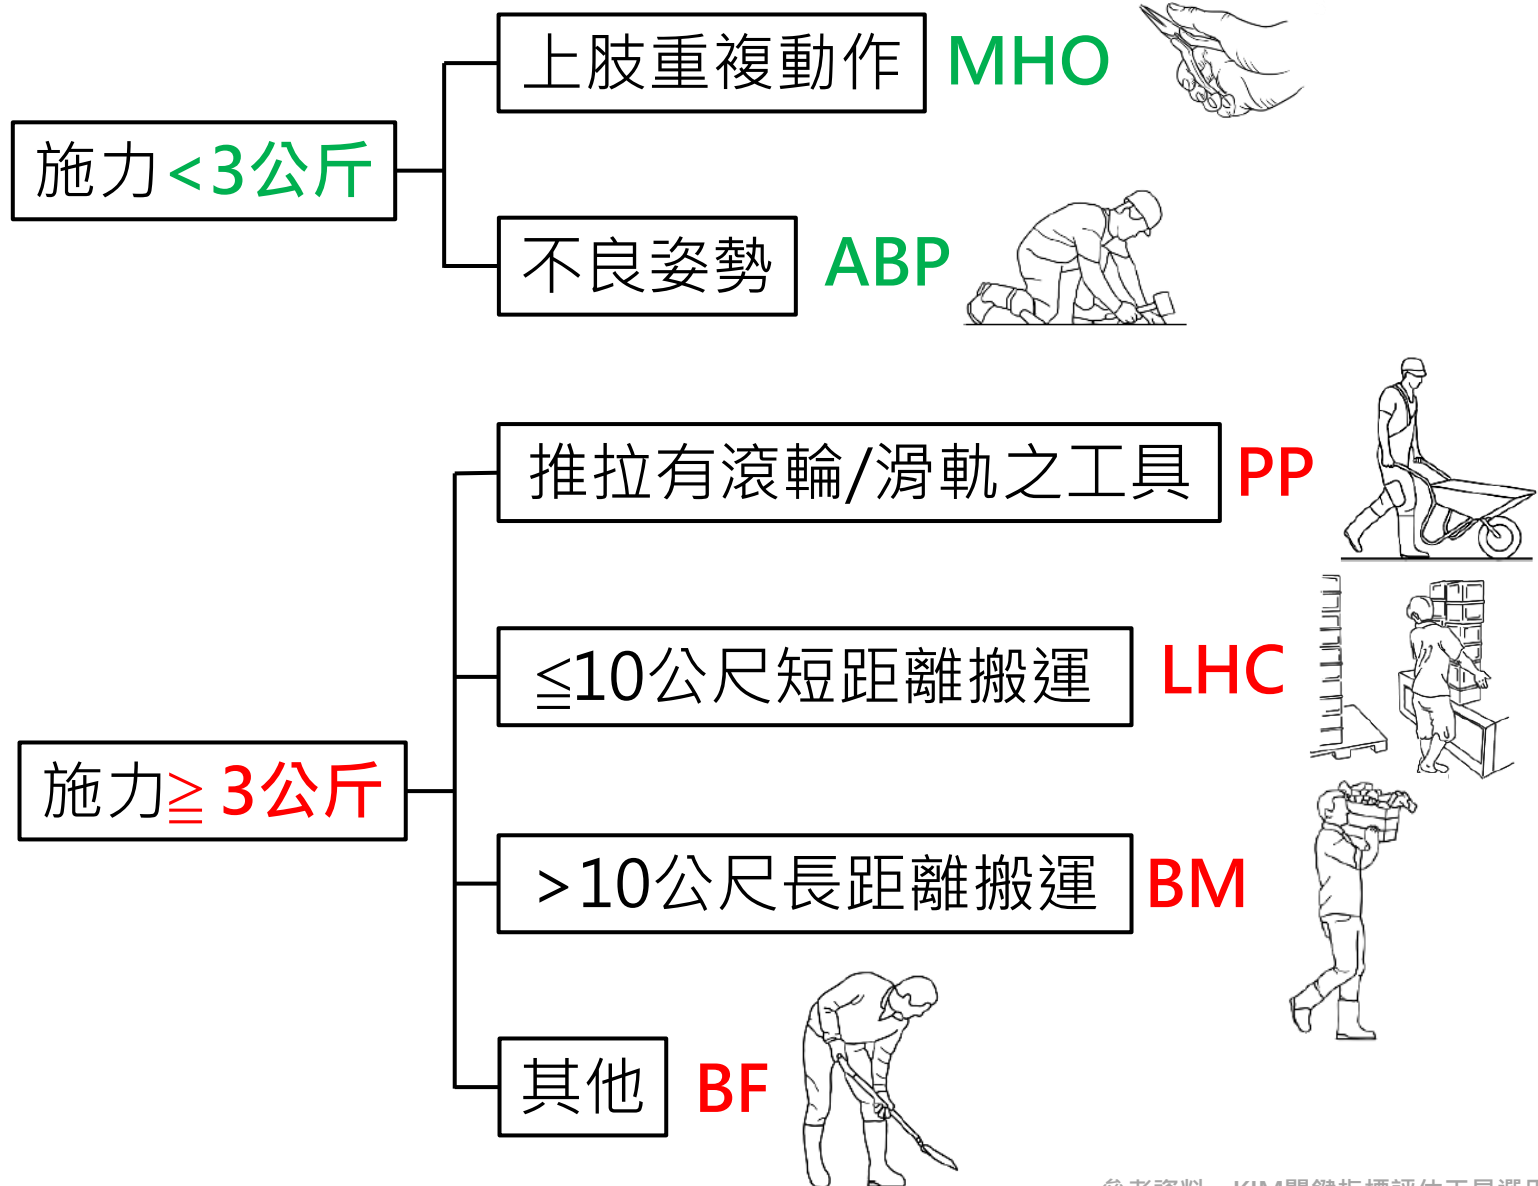 上肢重複動作 MHO
施力<3公斤
不良姿勢 ABP
推拉有滾輪/滑軌之工具 PP
≦10公尺短距離搬運 LHC
施力≧3公斤
>10公尺長距離搬運 BM
其他 BF